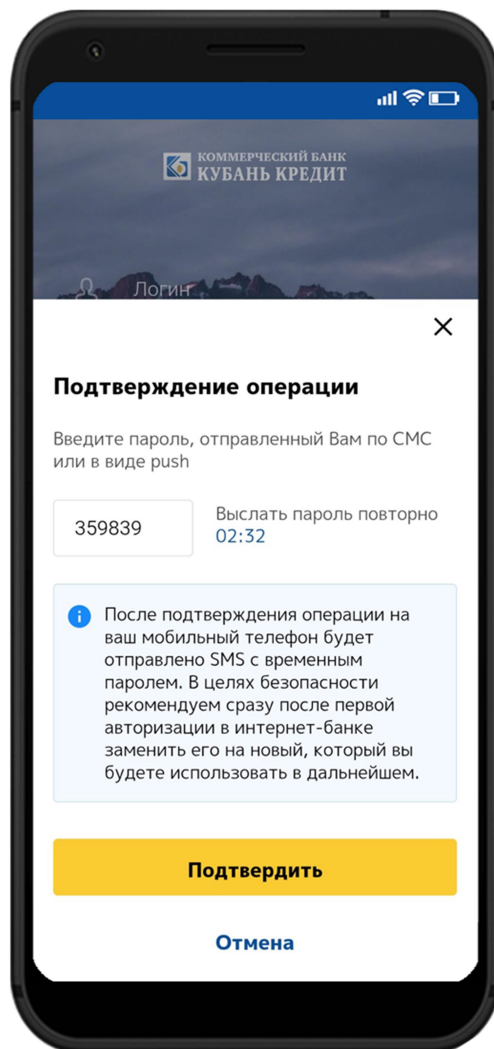 КОММЕРЧЕСКИЙ БАНК
КУБАНЬ КРЕДИТ
Логин
Подтверждение операции
Введите пароль, отправленный Вам по СМС
или в виде push
359839
Выслать пароль повторно
02:32
После подтверждения операции на
ваш мобильный телефон будет
отправлено SMS с временным
паролем. В целях безопасности
рекомендуем сразу после первой
авторизации в интернет-банке
заменить его на новый, который вы
будете использовать в дальнейшем.
Подтвердить
Отмена